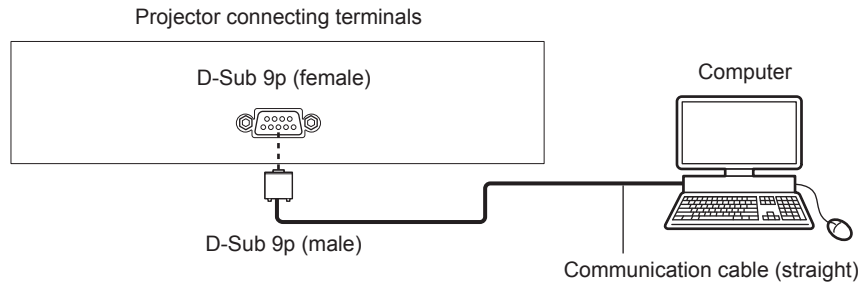 Projector connecting terminals
D-Sub 9p (female)
Computer
D-Sub 9p (male)
Communication cable (straight)